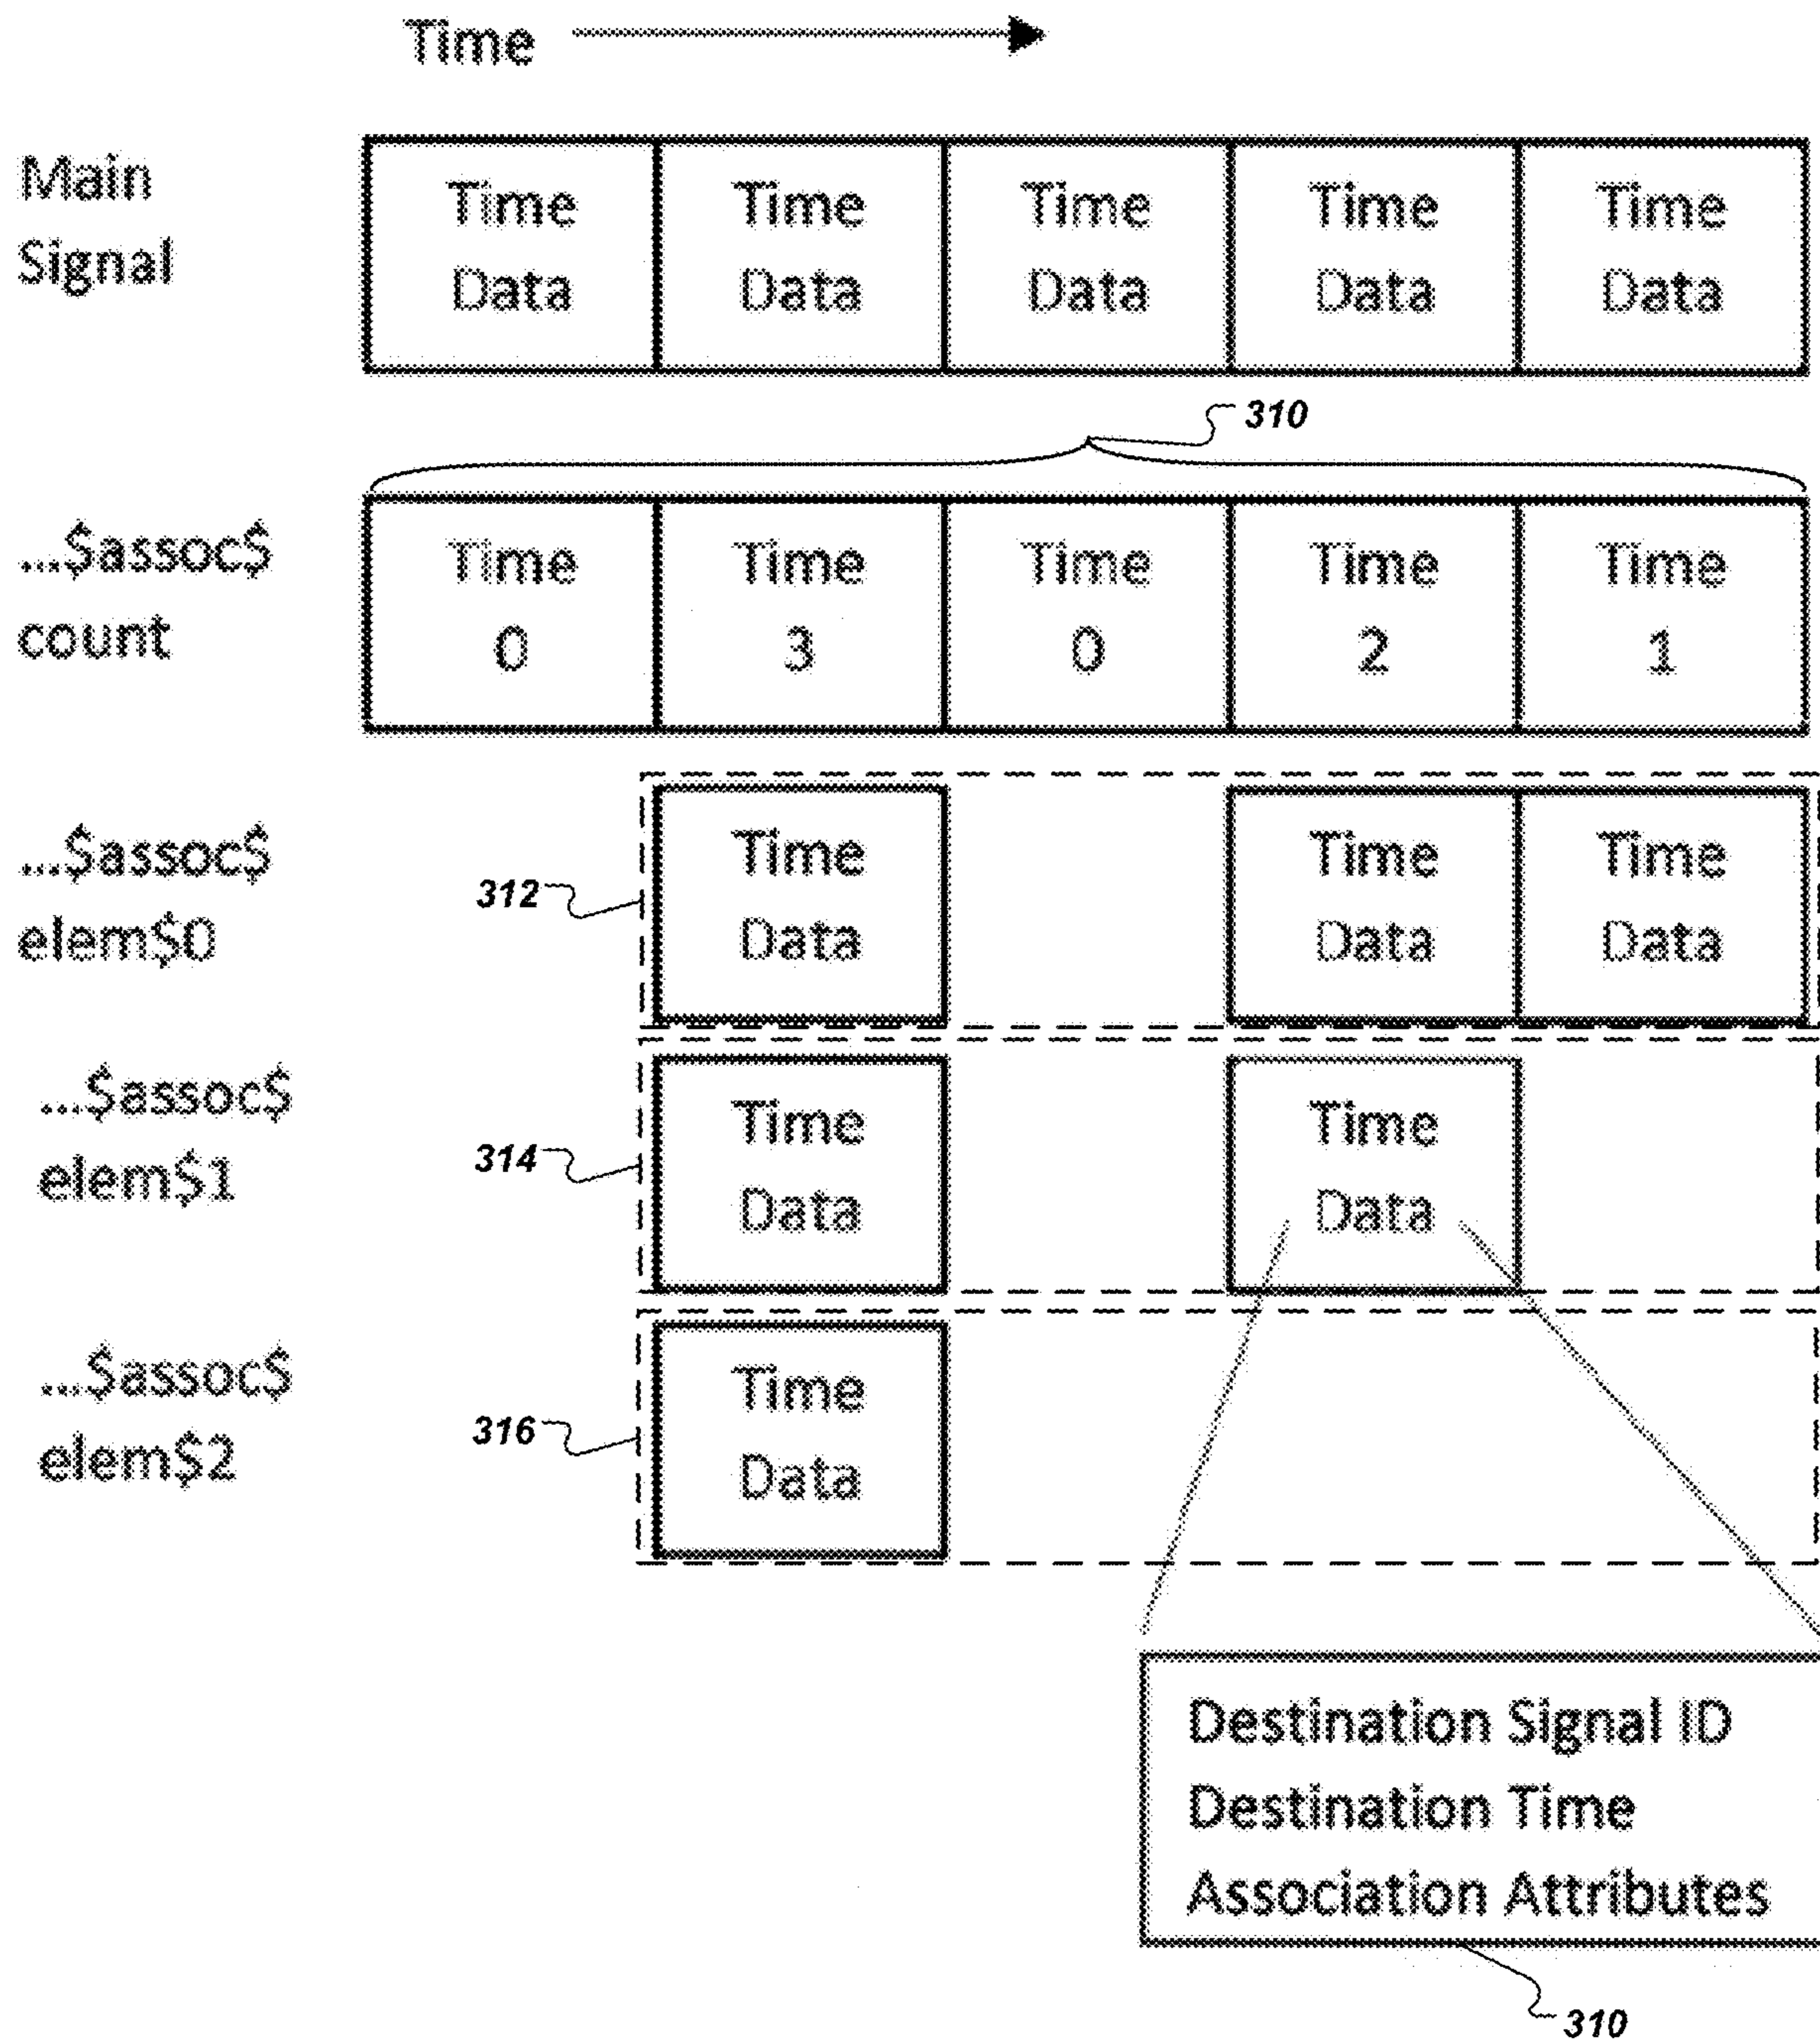 Time
Main
Signal
Time Time Time Time Time
Data Data Data Data Data
310
...$assoc$
count
Time Time Time Time Time
0 3 0 2 1
...$assoc$
elem$0
312
Time Time Time
Data Data Data
...$assoc$
elem$1
314
Time Time
Data Data
...$assoc$
elem$2
316
Time
Data
Destination Signal ID
Destination Time
Association Attributes
310